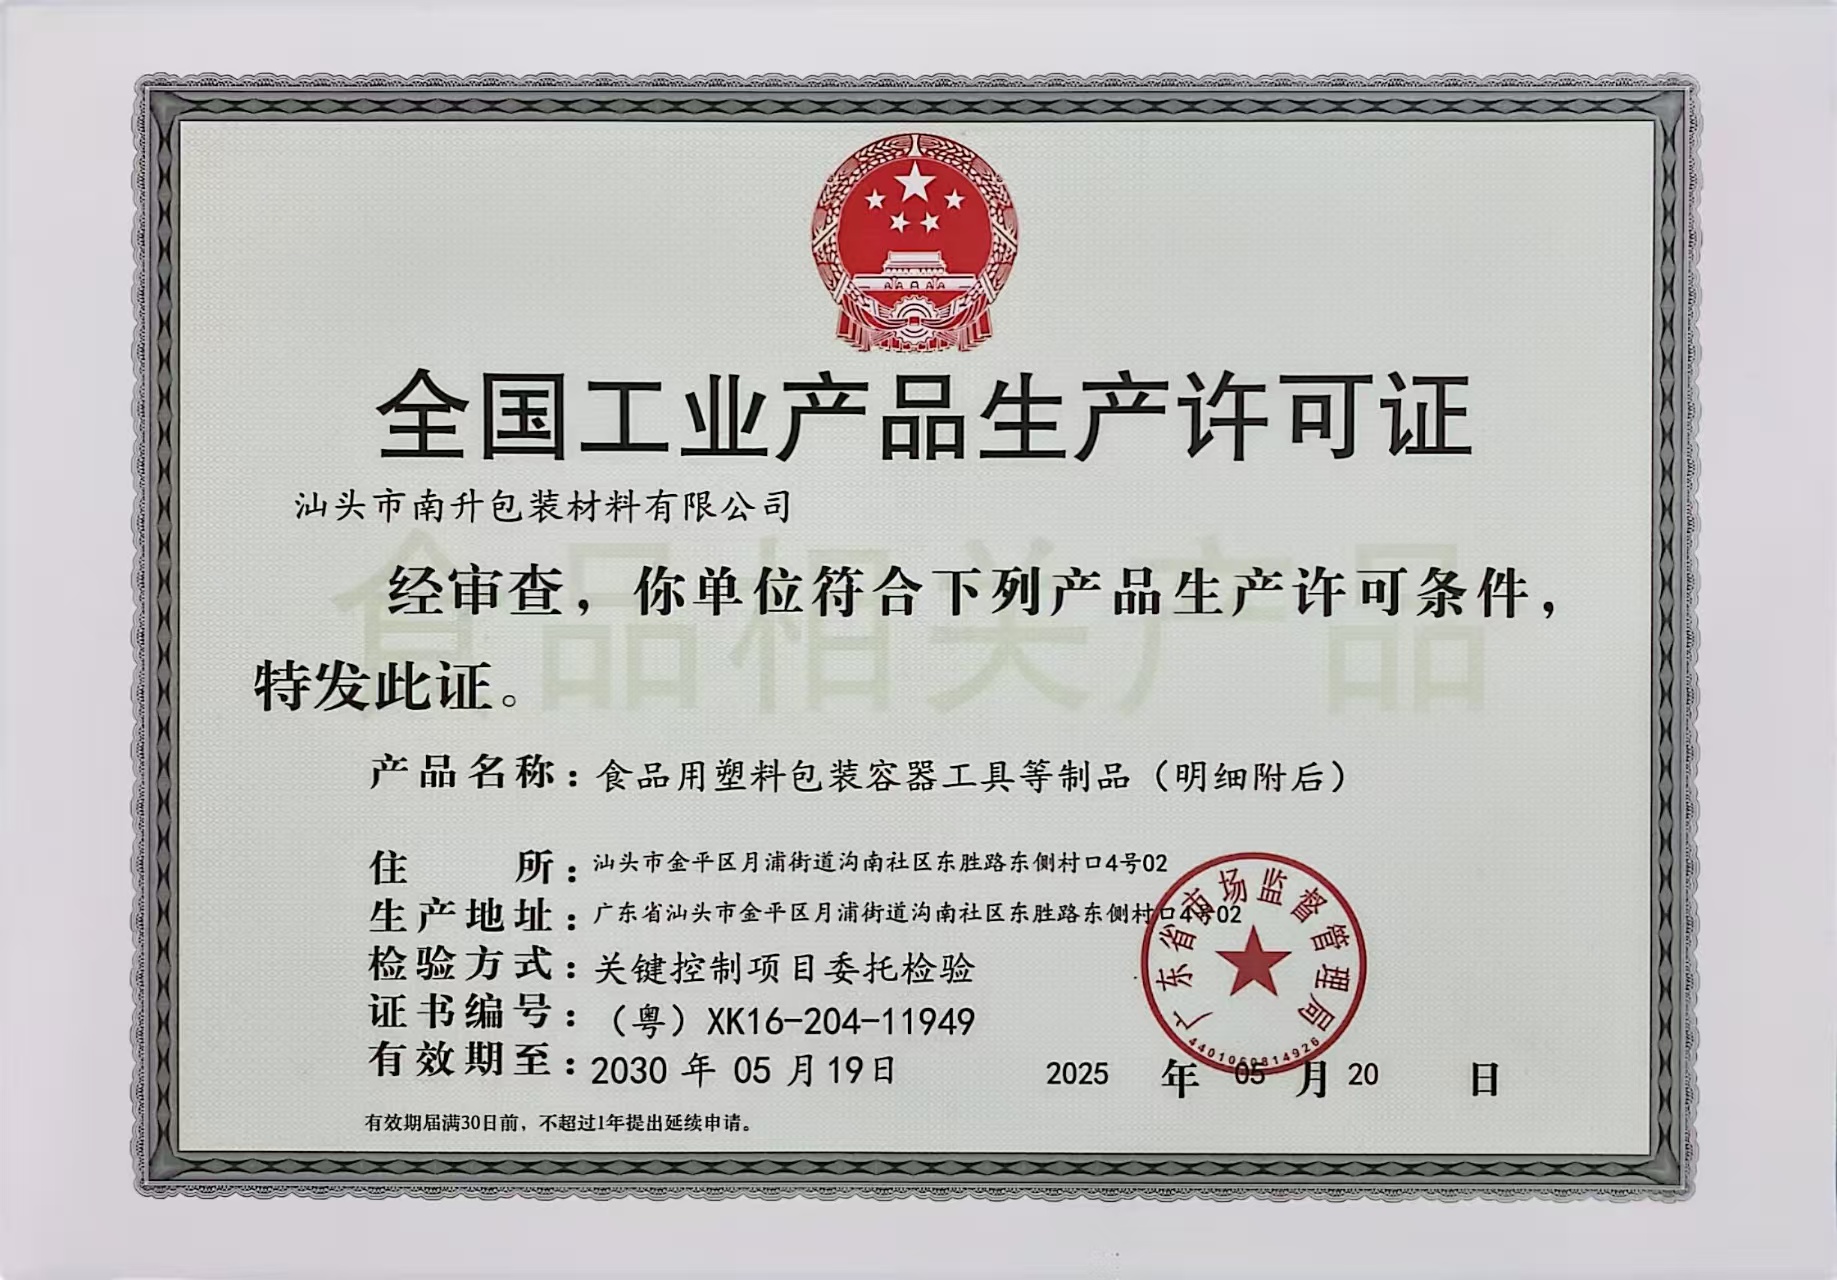 全国工业产品生产许可证
汕头市南升包装材料有限公司
食品相关产品
经审查，你单位符合下列产品生产许可条件，
特发此证。
产品名称：食品用塑料包装容器工具等制品（明细附后）
住 所：汕头市金平区月浦街道沟南社区东胜路东侧村口4号02
生产地址：广东省汕头市金平区月浦街道沟南社区东胜路东侧村口4号02
检验方式：关键控制项目委托检验
证书编号：（粤）XK16-204-11949
有效期至：2030 年 05 月 19 日
广东省市场监督管理局
4401060814926
2025 年 05 月 20 日
有效期届满30日前，不超过1年提出延续申请。